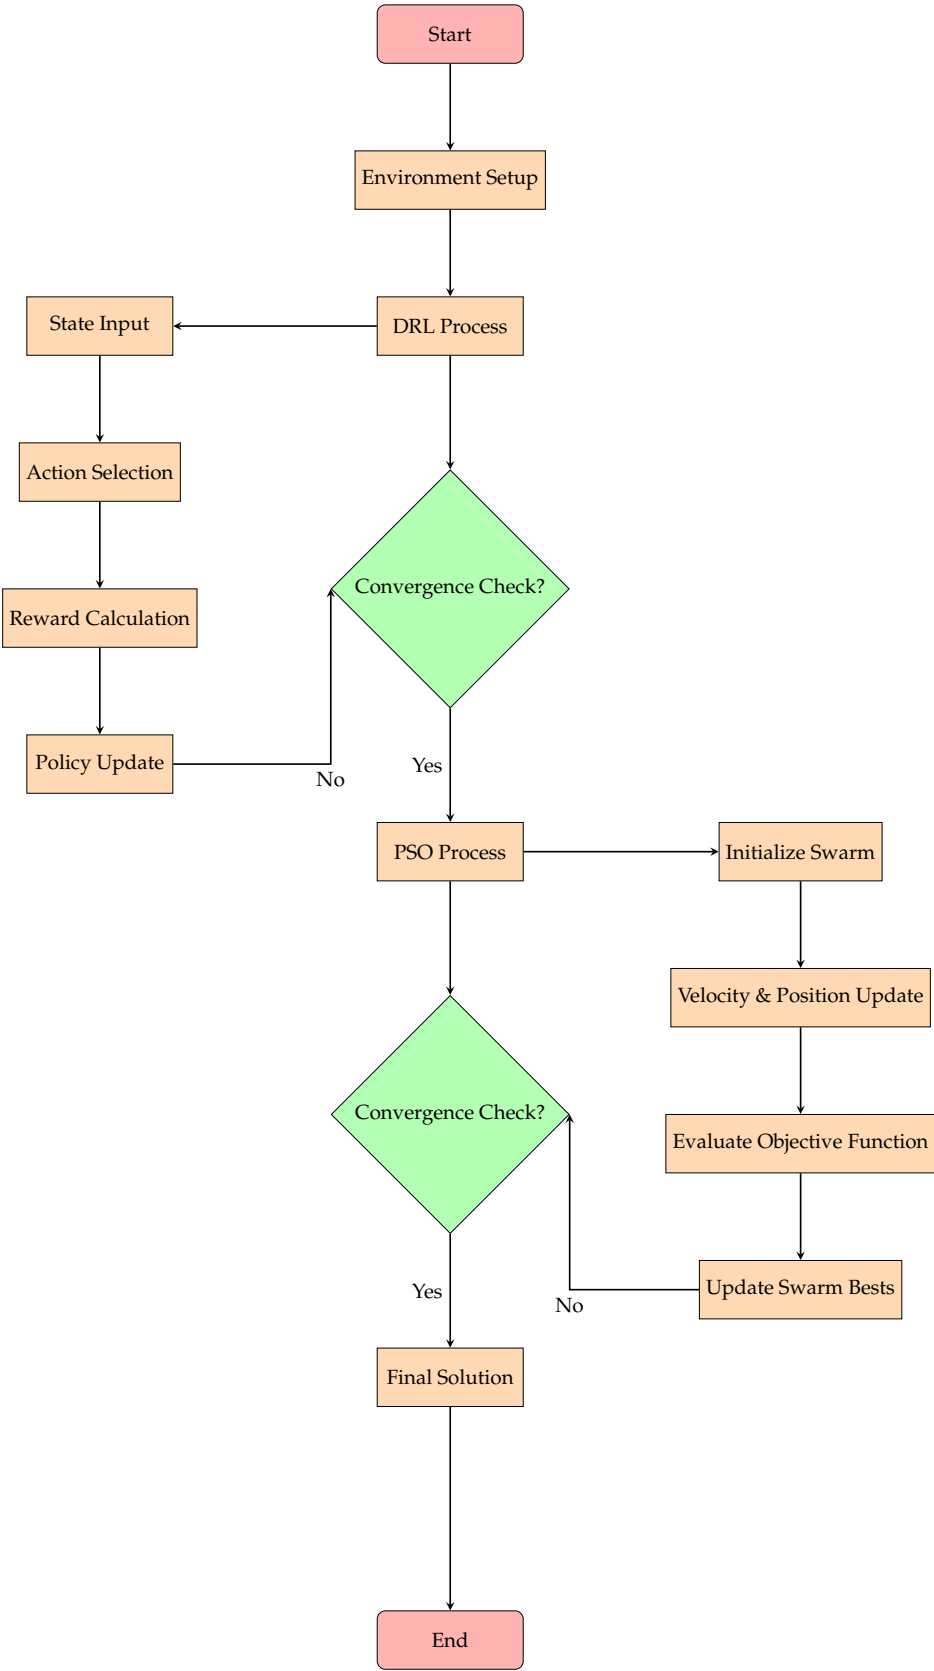 Start
Environment Setup
State Input
DRL Process
Action Selection
Convergence Check?
Reward Calculation
Policy Update
No
Yes
PSO Process
Initialize Swarm
Velocity & Position Update
Convergence Check?
Evaluate Objective Function
Yes
No
Update Swarm Bests
Final Solution
End